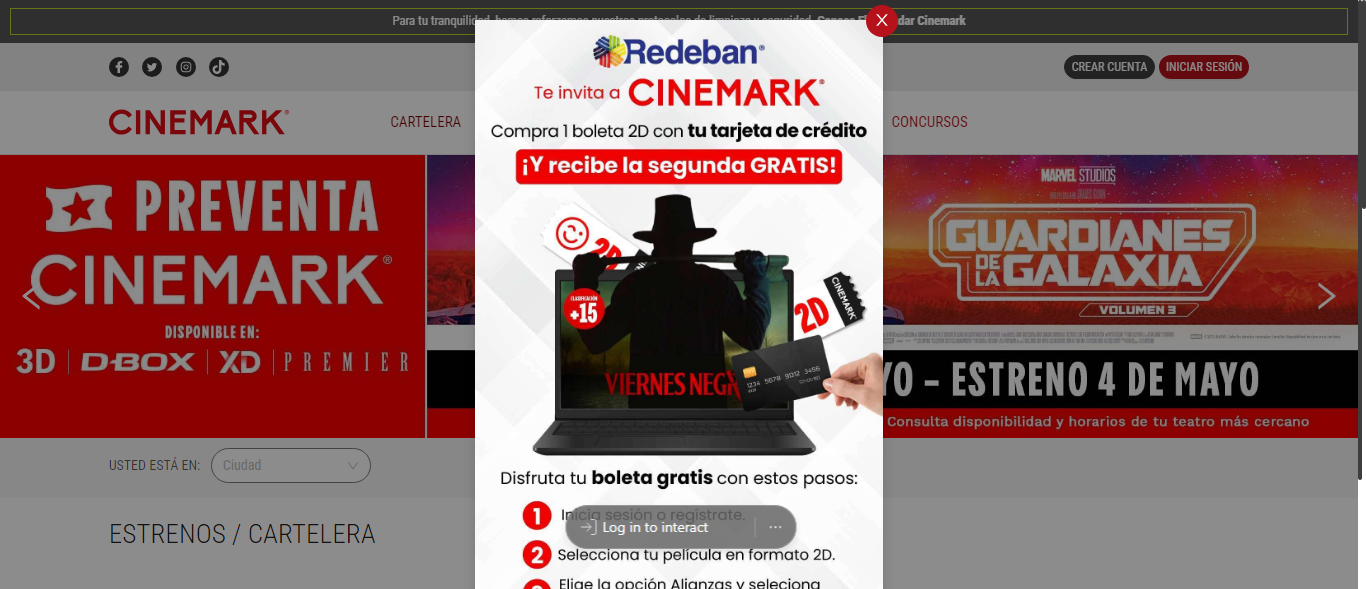 Para tu tranquilidad, hemos reforzamos nuestros protocolos de limpieza y seguridad.
dar Cinemark
X
CREAR CUENTA
INICIAR SESIÓN
CINEMARK
CARTELERA
CONCURSOS
Redeban
Te invita a CINEMARK
Compra 1 boleta 2D con tu tarjeta de crédito
¡Y recibe la segunda GRATIS!
2D
CLASIFICACIÓN
+15
CINEMARK
2D
VIERNES NEGR
1234 5678 9012 3456
PREVENTA
CINEMARK
DISPONIBLE EN:
3D | D-BOX | XD | PREMIER
MARVEL STUDIOS
GUARDIANES
DE LA GALAXIA
VOLUMEN 3
YO – ESTRENO 4 DE MAYO
Consulta disponibilidad y horarios de tu teatro más cercano
USTED ESTÁ EN:
Ciudad
ESTRENOS / CARTELERA
Disfruta tu boleta gratis con estos pasos:
1 Inicia sesión o regístrate.
Log in to interact
2 Selecciona tu película en formato 2D.
Elige la opción Alianzas y seleciona